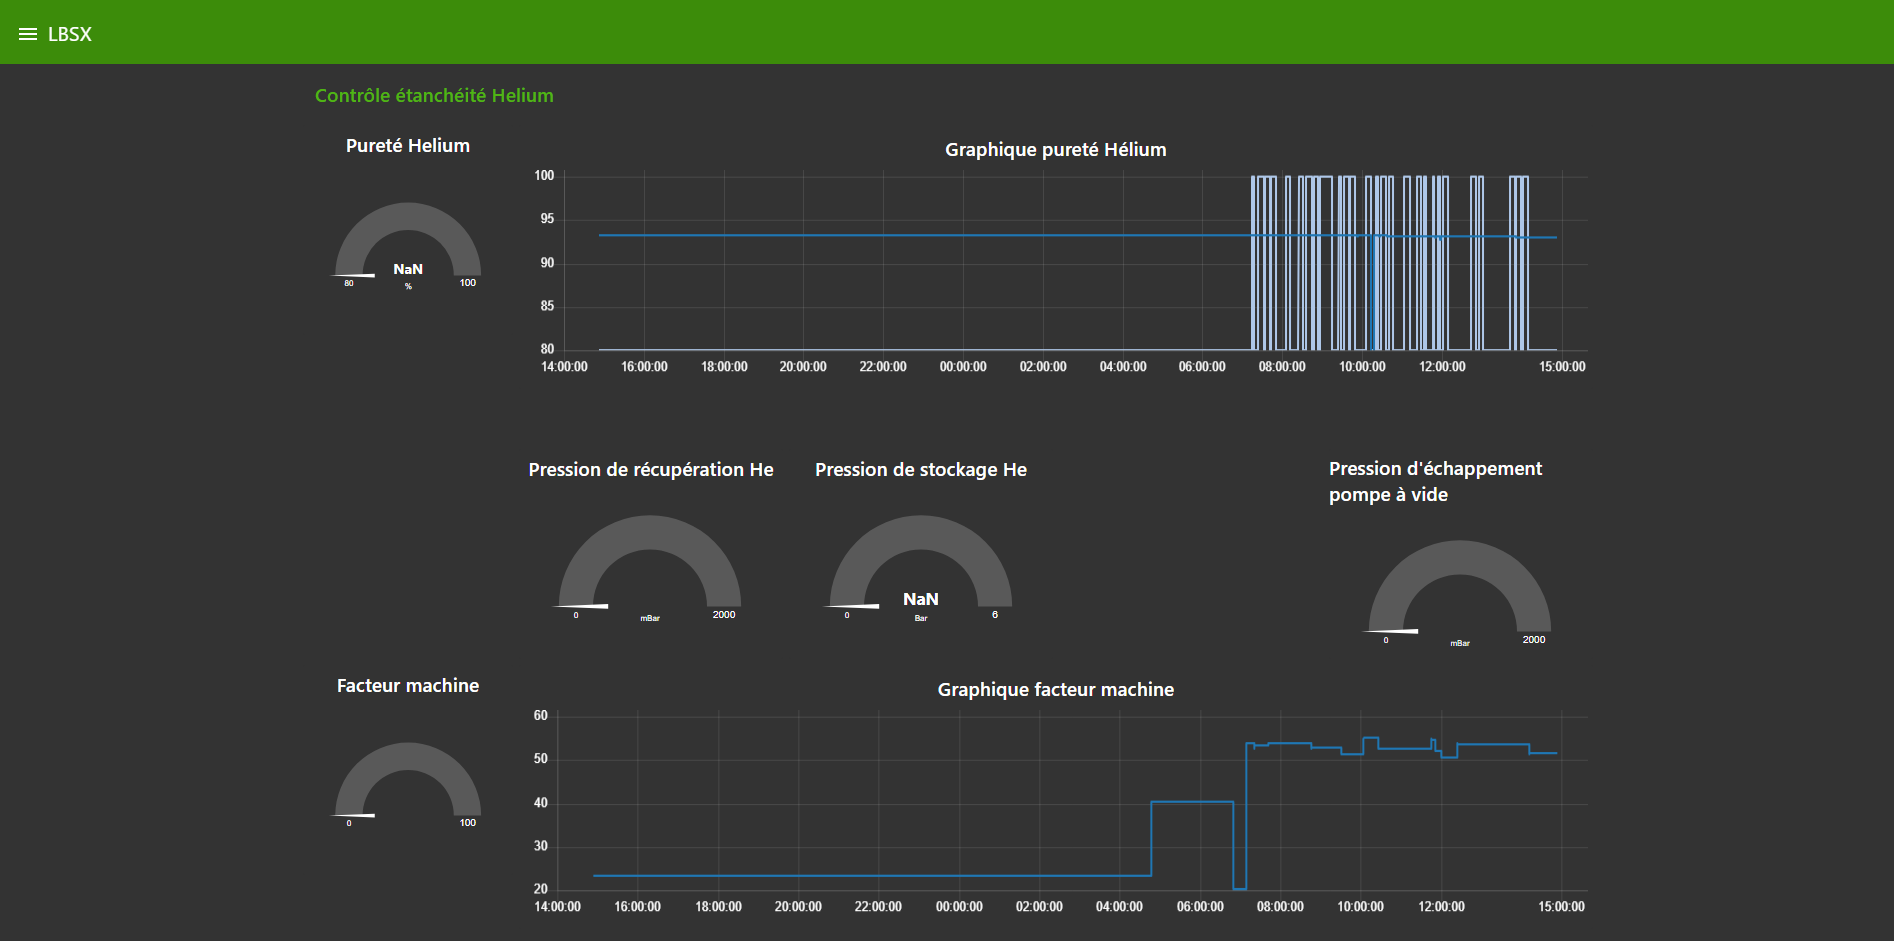 LBSX
Contrôle étanchéité Helium
Pureté Helium
NaN
%
80
100
Graphique pureté Hélium
100
95
90
85
80
14:00:00 16:00:00 18:00:00 20:00:00 22:00:00 00:00:00 02:00:00 04:00:00 06:00:00 08:00:00 10:00:00 12:00:00 15:00:00
Pression de récupération He
0
mBar
2000
Pression de stockage He
NaN
0
Bar
6
Pression d'échappement
pompe à vide
0
mBar
2000
Facteur machine
0
100
Graphique facteur machine
60
50
40
30
20
14:00:00 16:00:00 18:00:00 20:00:00 22:00:00 00:00:00 02:00:00 04:00:00 06:00:00 08:00:00 10:00:00 12:00:00 15:00:00